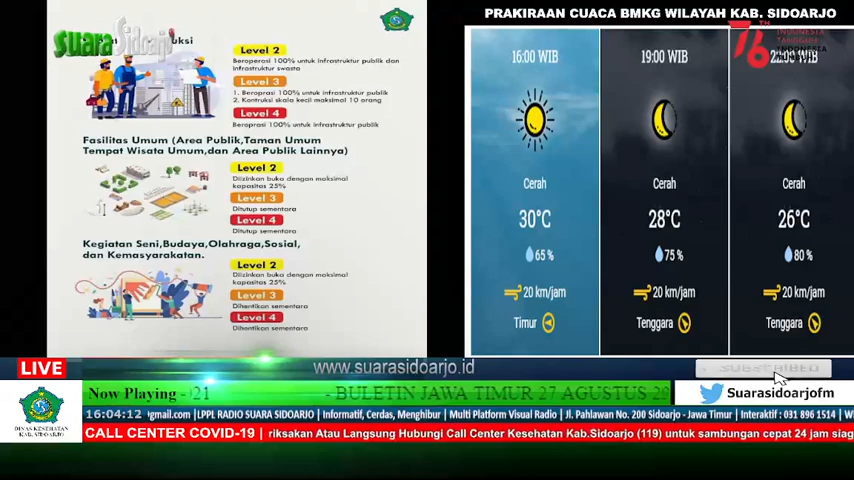 PRAKIRAAN CUACA BMKG WILAYAH KAB. SIDOARJO
suaraSidoarjo
Level 2
Beroperasi 100% untuk infrastruktur publik dan
infrastruktur swasta
Level 3
1. Beroperasi 100% untuk infrastruktur publik
2. Kontruksi skala kecil maksimal 10 orang
Level 4
Beroprasi 100% untuk infrastruktur publik
Fasilitas Umum (Area Publik,Taman Umum
Tempat Wisata Umum,dan Area Publik Lainnya)
Level 2
Diizinkan buka dengan maksimal
kapasitas 25%
Level 3
Ditutup sementara
Level 4
Ditutup sementara
Kegiatan Seni,Budaya,Olahraga,Sosial,
dan Kemasyarakatan.
Level 2
Diizinkan buka dengan maksimal
kapasitas 25%
Level 3
Dihentikan sementara
Level 4
Dihentikan sementara
16:00 WIB
Cerah
30°C
65 %
20 km/jam
Timur
19:00 WIB
Cerah
28°C
75 %
20 km/jam
Tenggara
22:00 WIB
Cerah
26°C
80 %
20 km/jam
Tenggara
76TH
INDONESIA
TANGGUH
INDONESIA
LIVE
www.suarasidoarjo.id
SUBSCRIBED
Now Playing - 021 - BULETIN JAWA TIMUR 27 AGUSTUS
Suarasidoarjofm
DINAS KESEHATAN
KAB. SIDOARJO
16:04:12 gmail.com |LPPL RADIO SUARA SIDOARJO | Informatif, Cerdas, Menghibur | Multi Platform Visual Radio | Jl. Pahlawan No. 200 Sidoarjo - Jawa Timur | Interaktif : 031 896 1514 | W
CALL CENTER COVID-19 | riksakan Atau Langsung Hubungi Call Center Kesehatan Kab.Sidoarjo (119) untuk sambungan cepat 24 jam siag